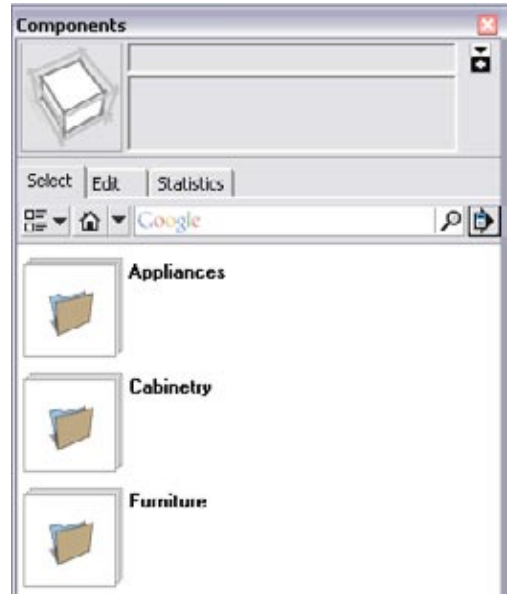 Components
Select Edit Statistics
Google
Appliances
Cabinetry
Furniture